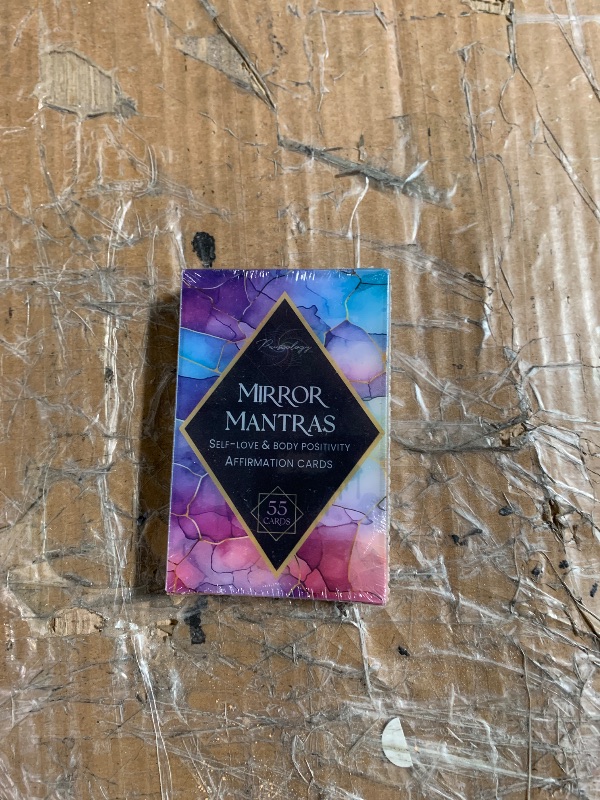 MIRROR
MANTRAS
SELF-LOVE & BODY POSITIVITY
AFFIRMATION CARDS
55
CARDS